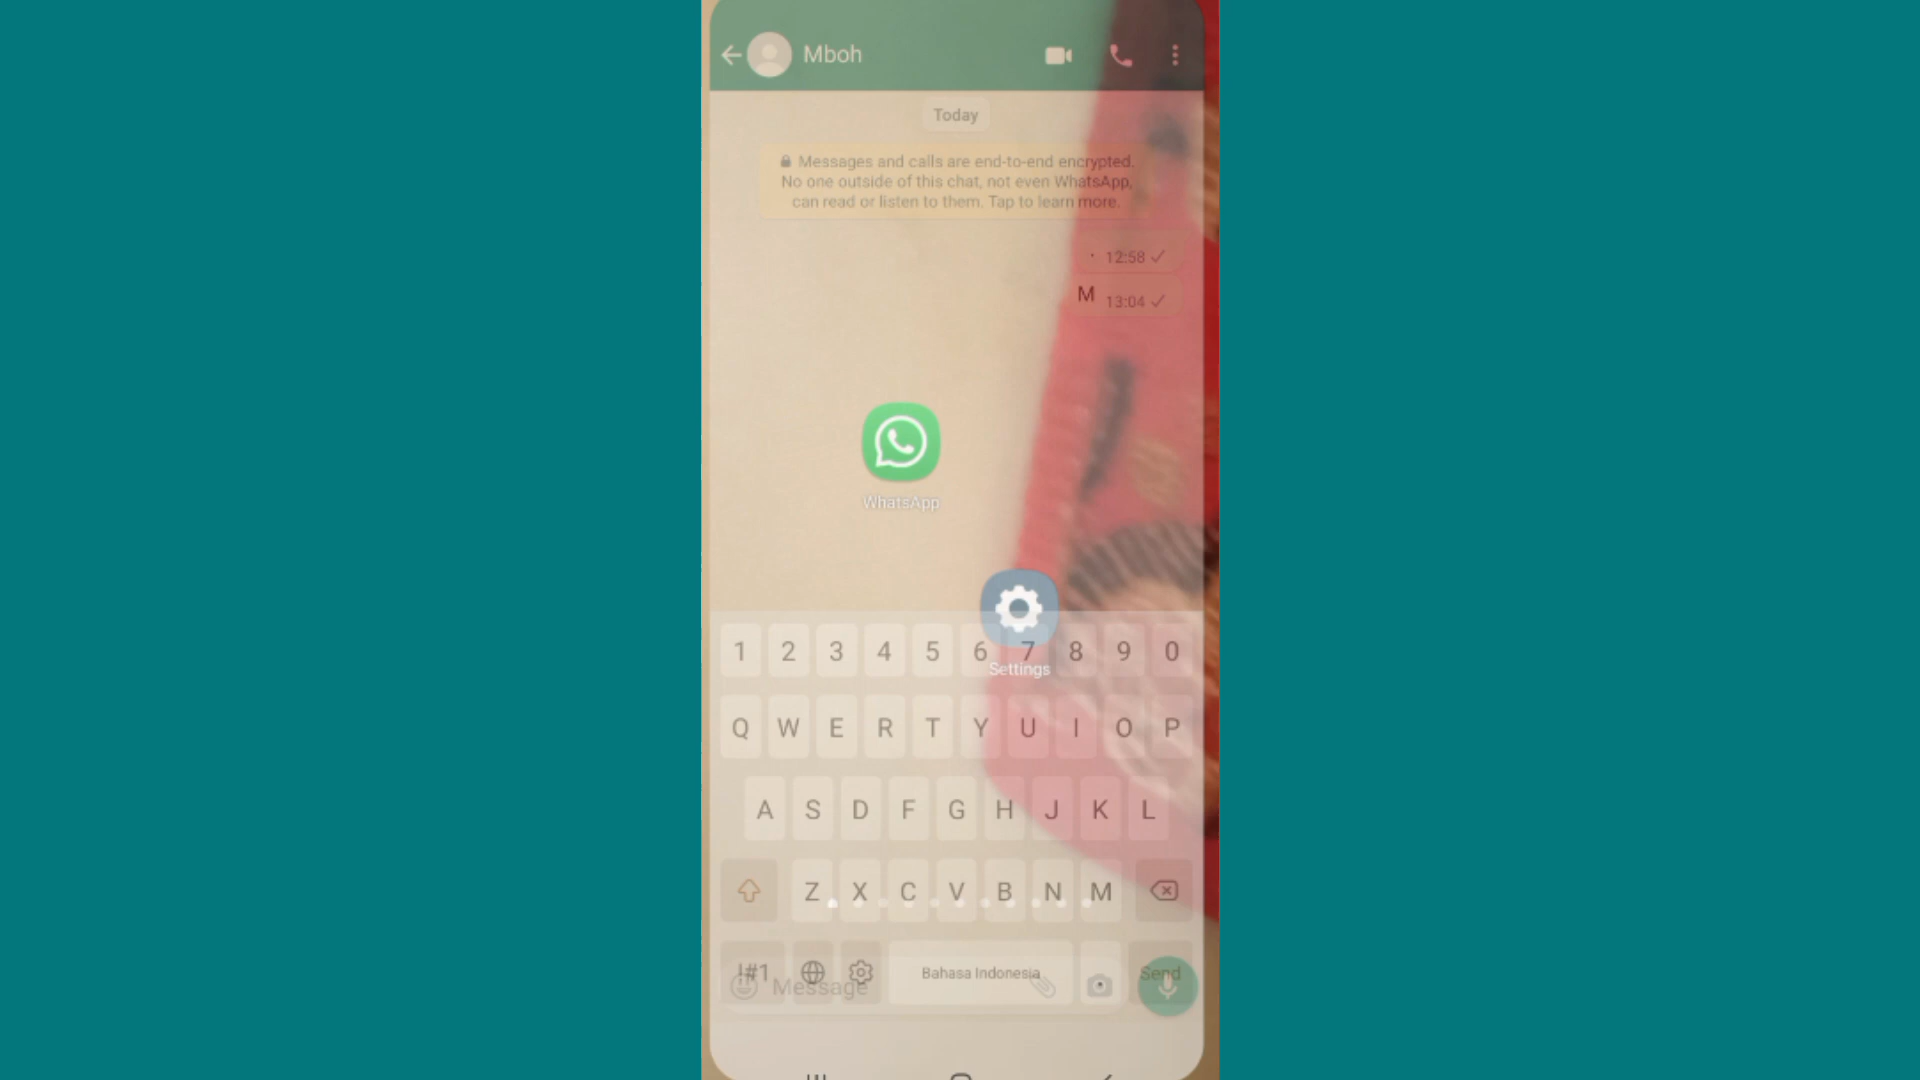 Mboh
Today
Messages and calls are end-to-end encrypted.
No one outside of this chat, not even WhatsApp,
can read or listen to them. Tap to learn more.
. 12:58
M 13:04
WhatsApp
1 2 3 4 5 6 7 8 9 0
Settings
Q W E R T Y U I O P
A S D F G H J K L
Z X C V B N M
!#1 Bahasa Indonesia Send
Message